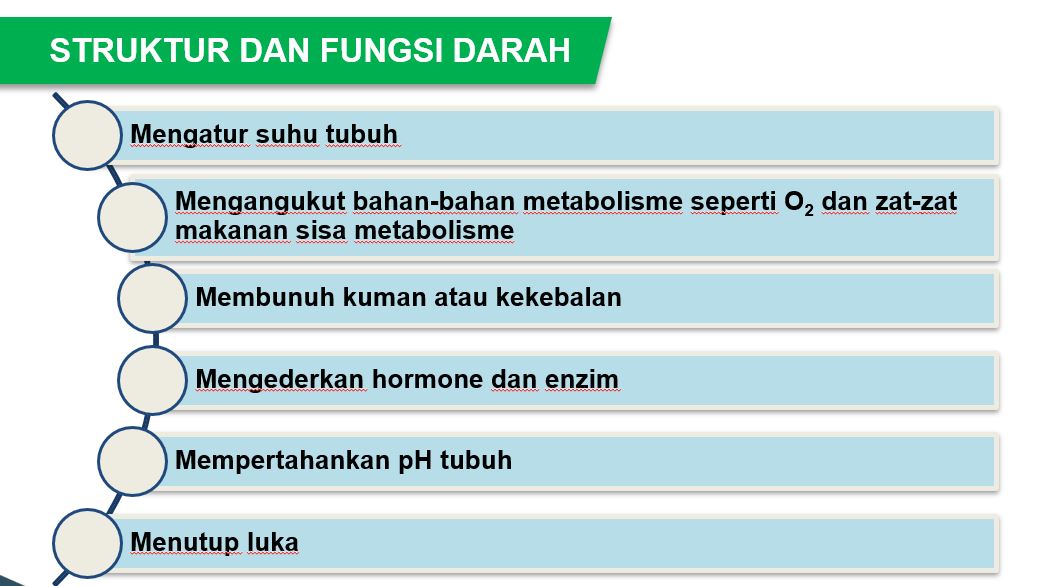 STRUKTUR DAN FUNGSI DARAH
Mengatur suhu tubuh
Mengangukut bahan-bahan metabolisme seperti O₂ dan zat-zat
makanan sisa metabolisme
Membunuh kuman atau kekebalan
Mengederkan hormone dan enzim
Mempertahankan pH tubuh
Menutup luka